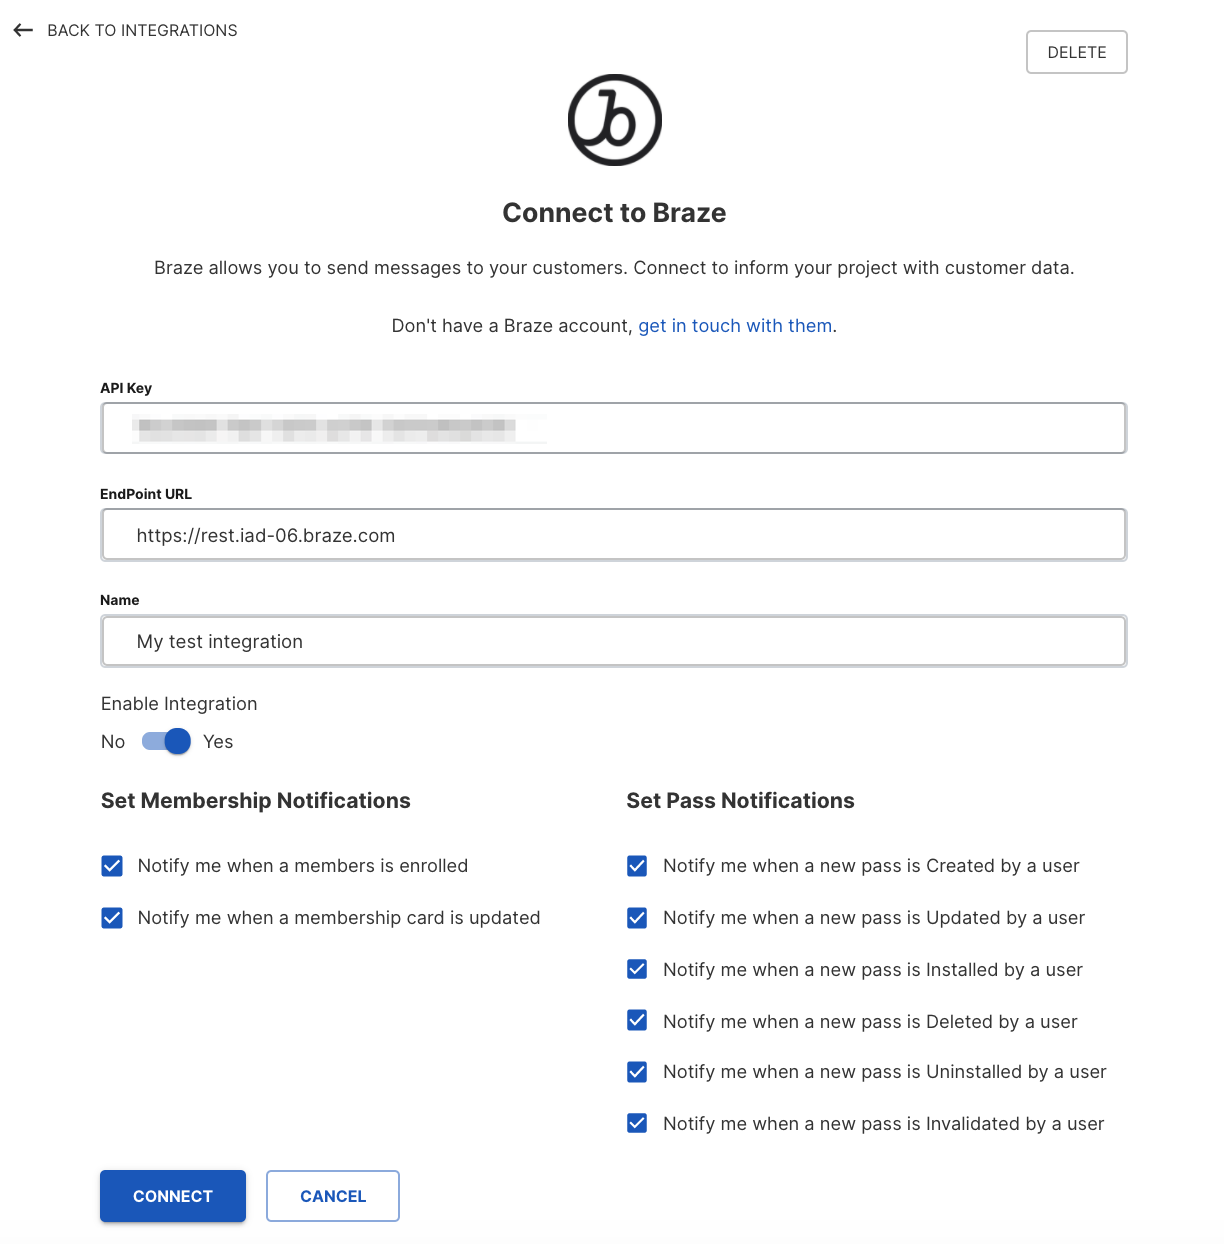 BACK TO INTEGRATIONS
DELETE
Connect to Braze
Braze allows you to send messages to your customers. Connect to inform your project with customer data.
Don't have a Braze account, get in touch with them.
API Key
EndPoint URL
https://rest.iad-06.braze.com
Name
My test integration
Enable Integration
No Yes
Set Membership Notifications
Notify me when a members is enrolled
Notify me when a membership card is updated
Set Pass Notifications
Notify me when a new pass is Created by a user
Notify me when a new pass is Updated by a user
Notify me when a new pass is Installed by a user
Notify me when a new pass is Deleted by a user
Notify me when a new pass is Uninstalled by a user
Notify me when a new pass is Invalidated by a user
CONNECT CANCEL